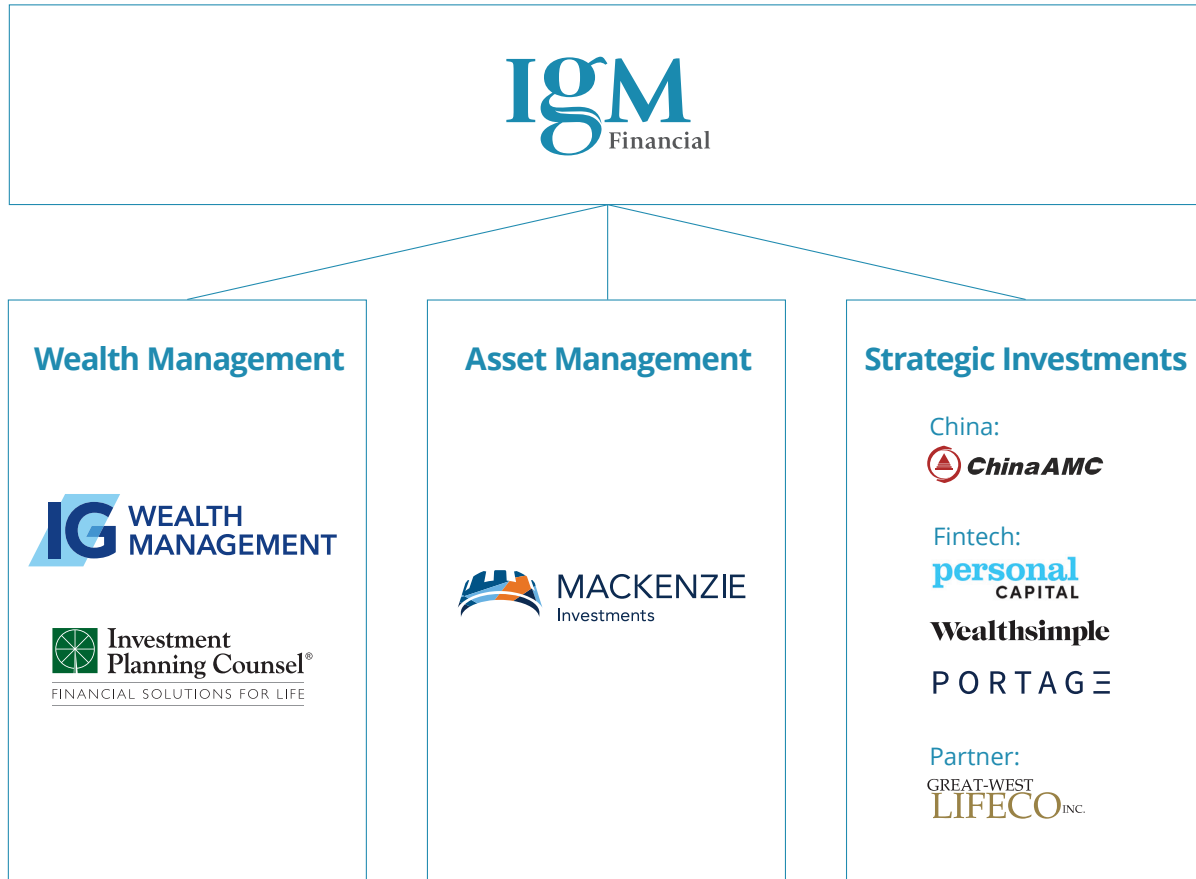 IgM
Financial
Wealth Management
IG WEALTH
MANAGEMENT
Investment
Planning Counsel®
FINANCIAL SOLUTIONS FOR LIFE
Asset Management
MACKENZIE
Investments
Strategic Investments
China:
ChinaAMC
Fintech:
personal
CAPITAL
Wealthsimple
PORTAGE
Partner:
GREAT-WEST
LIFECO INC.